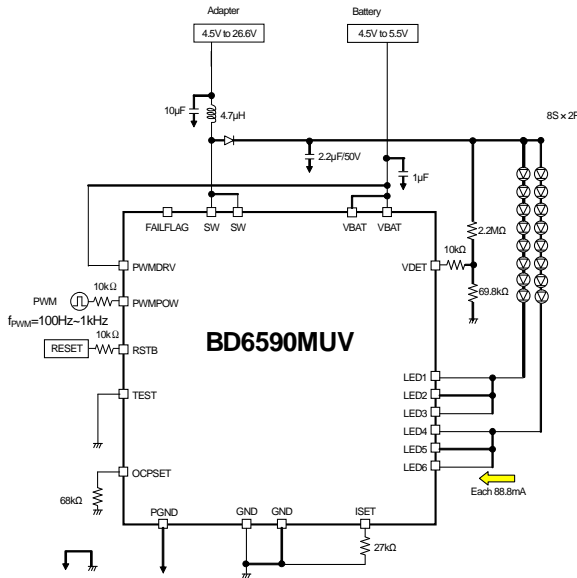 Adapter
Battery
4.5V to 26.6V
4.5V to 5.5V
10µF
4.7µH
8S x 2P
2.2µF/50V
1µF
FAILFLAG
SW
SW
VBAT
VBAT
2.2MΩ
10kΩ
PWMDRV
VDET
10kΩ
69.8kΩ
PWM
PWMPOW
fPWM=100Hz~1kHz
10kΩ
BD6590MUV
RESET
RSTB
LED1
TEST
LED2
LED3
LED4
LED5
OCPSET
LED6
Each 88.8mA
68kΩ
PGND
GND
GND
ISET
27kΩ